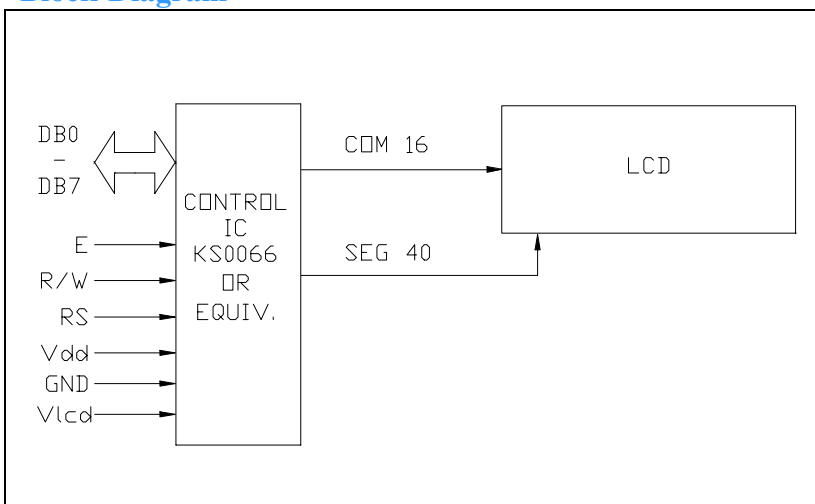 Block Diagram
DB0
-
DB7
E
R/W
RS
Vdd
GND
Vlcd
CONTROL
IC
KS0066
OR
EQUIV.
COM 16
SEG 40
LCD